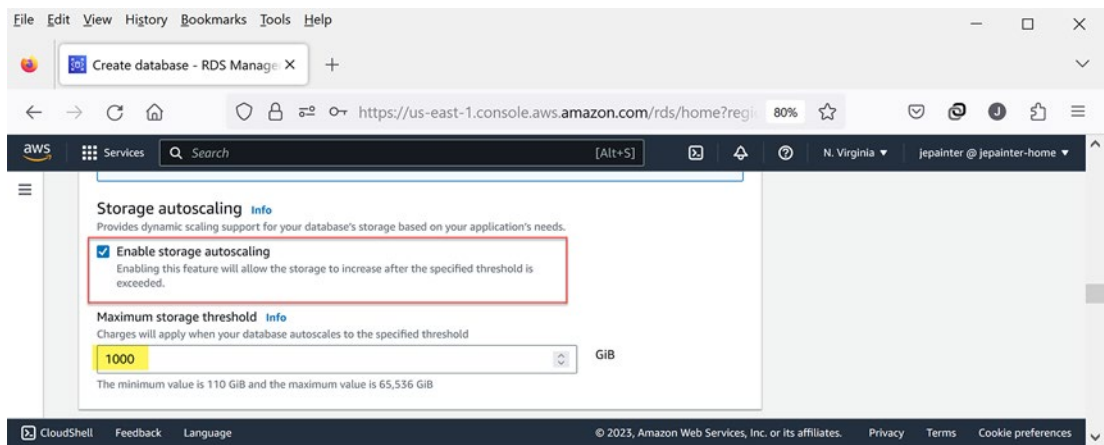 File Edit View History Bookmarks Tools Help
Create database - RDS Manage
https://us-east-1.console.aws.amazon.com/rds/home?regi 80%
aws Services Search [Alt+S] N. Virginia jepainter @ jepainter-home
Storage autoscaling Info
Provides dynamic scaling support for your database's storage based on your application's needs.
Enable storage autoscaling
Enabling this feature will allow the storage to increase after the specified threshold is
exceeded.
Maximum storage threshold Info
Charges will apply when your database autoscales to the specified threshold
1000 GiB
The minimum value is 110 GiB and the maximum value is 65,536 GiB
CloudShell Feedback Language © 2023, Amazon Web Services, Inc. or its affiliates. Privacy Terms Cookie preferences